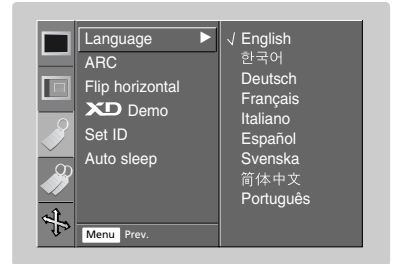 Language ▶
ARC
Flip horizontal
XD Demo
Set ID
Auto sleep
Menu Prev.
√ English
한국어
Deutsch
Français
Italiano
Español
Svenska
简体中文
Português